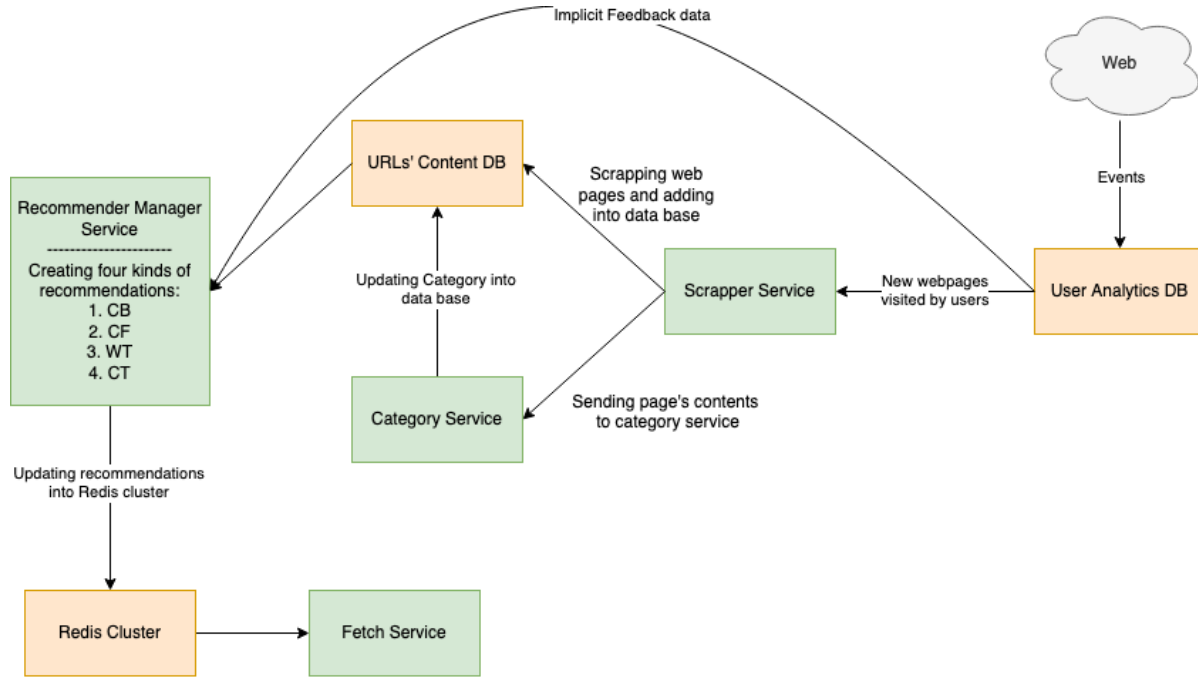 Implicit Feedback data
Web
Events
URLs' Content DB
Scrapping web
pages and adding
into data base
Recommender Manager
Service
-----------------------
Creating four kinds of
recommendations:
1. CB
2. CF
3. WT
4. CT
Updating Category into
data base
Scrapper Service
New webpages
visited by users
User Analytics DB
Category Service
Sending page's contents
to category service
Updating recommendations
into Redis cluster
Redis Cluster
Fetch Service